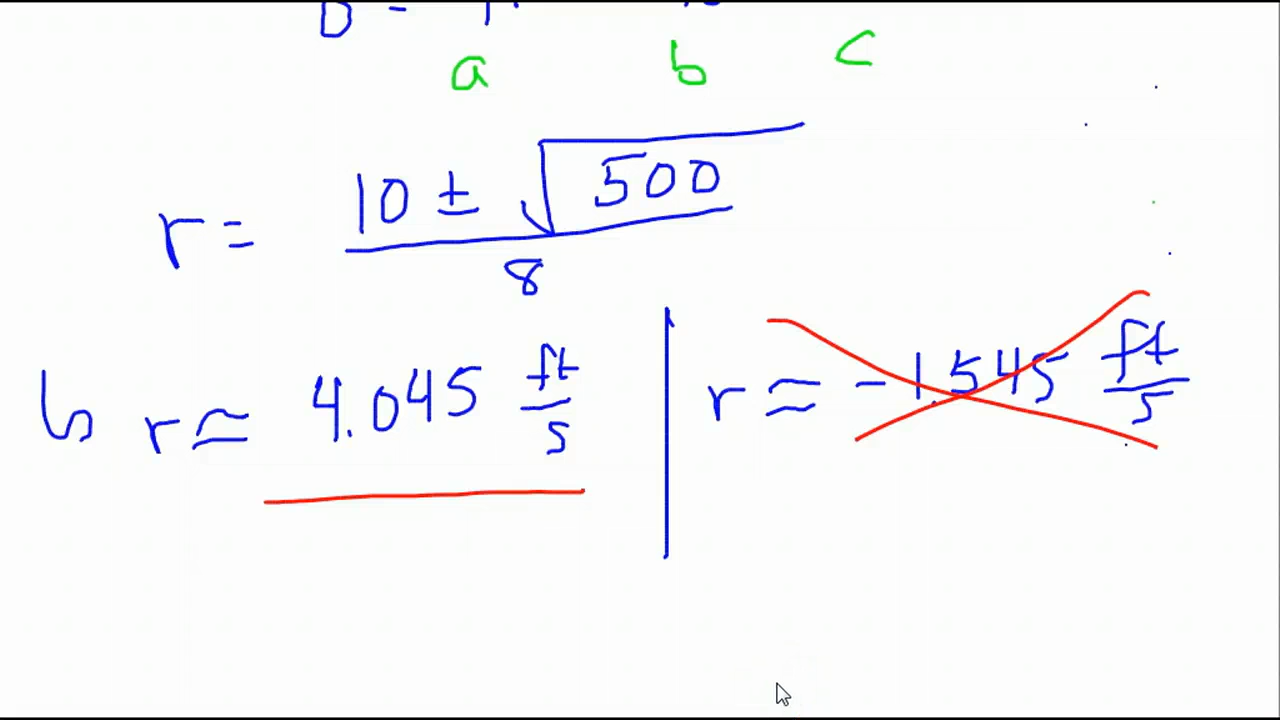 a b c
r = 10 ± √500
8
r ≅ 4.045 ft/s
r ≈ -1.545 ft/s